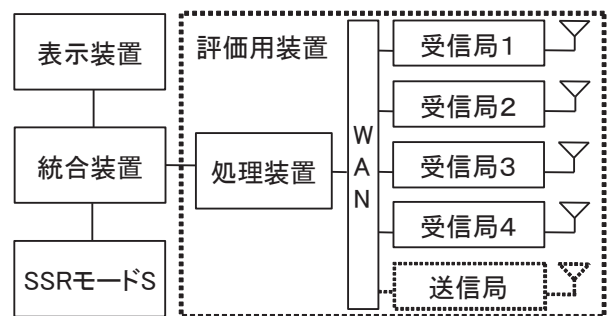 表示装置
統合装置
SSRモードS
評価用装置
処理装置
WAN
受信局1
受信局2
受信局3
受信局4
送信局